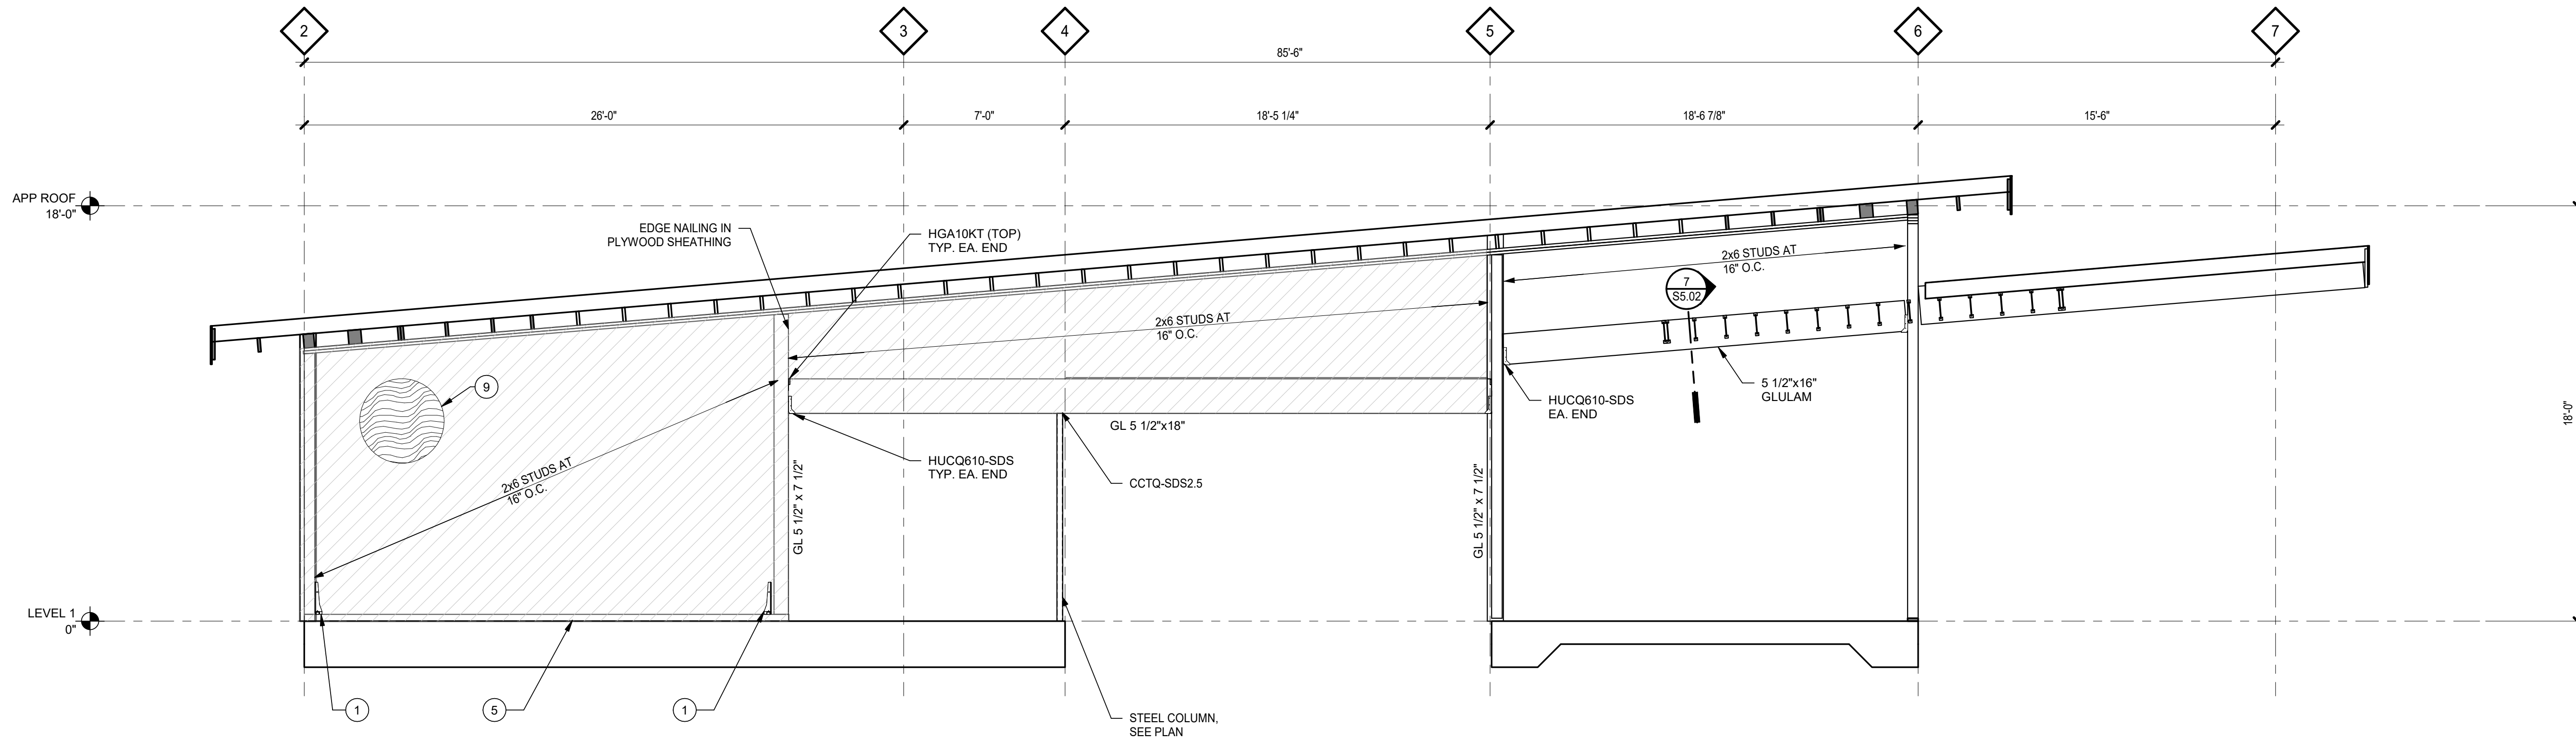 2
3
4
5
6
7
85'-6"
26'-0"
7'-0"
18'-5 1/4"
18'-6 7/8"
15'-6"
APP ROOF
18'-0"
EDGE NAILING IN
PLYWOOD SHEATHING
HGA10KT (TOP)
TYP. EA. END
2x6 STUDS AT
16" O.C.
7
S5.02
2x6 STUDS AT
16" O.C.
9
5 1/2"x16"
GLULAM
HUCQ610-SDS
EA. END
18'-0"
GL 5 1/2"x18"
2x6 STUDS AT
16" O.C.
HUCQ610-SDS
TYP. EA. END
CCTQ-SDS2.5
GL 5 1/2" x 7 1/2"
GL 5 1/2" x 7 1/2"
LEVEL 1
0"
1
5
1
STEEL COLUMN,
SEE PLAN